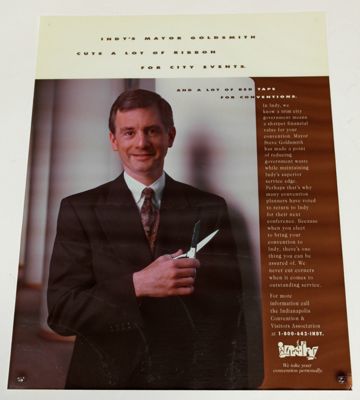 INDY'S MAYOR GOLDSMITH
CUTS A LOT OF RIBBON
FOR CITY EVENTS.
AND A LOT OF RED TAPE
FOR CONVENTIONS.
In Indy, we
know a trim city
government means
a sharper financial
value for your
convention. Mayor
Steve Goldsmith
has made a point
of reducing
government waste
while maintaining
Indy's superior
service edge.
Perhaps that's why
many convention
planners have voted
to return to Indy
for their next
conference. Because
when you elect
to bring your
convention to
Indy, there's one
thing you can be
assured of. We
never cut corners
when it comes to
outstanding service.
For more
information call
the Indianapolis
Convention &
Visitors Association
at 1-800-642-INDY.
indy
We take your
convention personally.